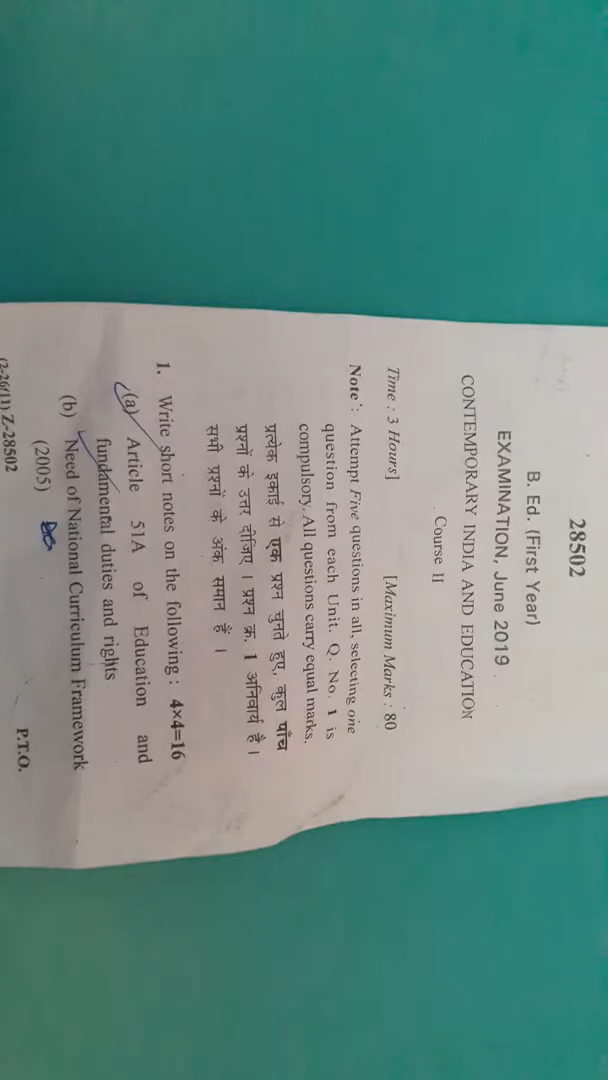 28502
B. Ed. (First Year)
EXAMINATION, June 2019
CONTEMPORARY INDIA AND EDUCATION
Course II
Time : 3 Hours] [Maximum Marks : 80
Note : Attempt Five questions in all, selecting one
question from each Unit. Q. No. 1 is
compulsory. All questions carry equal marks.
प्रत्येक इकाई से एक प्रश्न चुनते हुए, कुल पाँच
प्रश्नों के उत्तर दीजिए । प्रश्न क्र. 1 अनिवार्य है ।
सभी प्रश्नों के अंक समान हैं ।
1. Write short notes on the following : 4×4=16
(a) Article 51A of Education and
fundamental duties and rights
(b) Need of National Curriculum Framework
(2005)
(2-26/11) Z-28502 P.T.O.